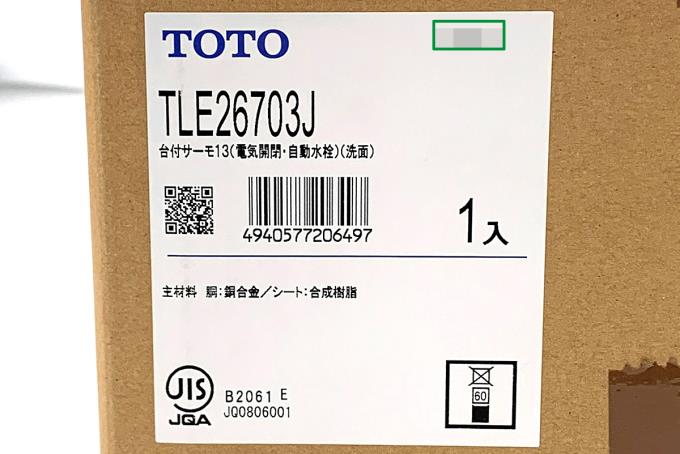 TOTO
TLE26703J
台付サーモ13(電気開閉・自動水栓)(洗面)
4940577206497
1入
主材料 胴:銅合金/シート:合成樹脂
JIS
JQA
B2061 E
JQ0806001
60